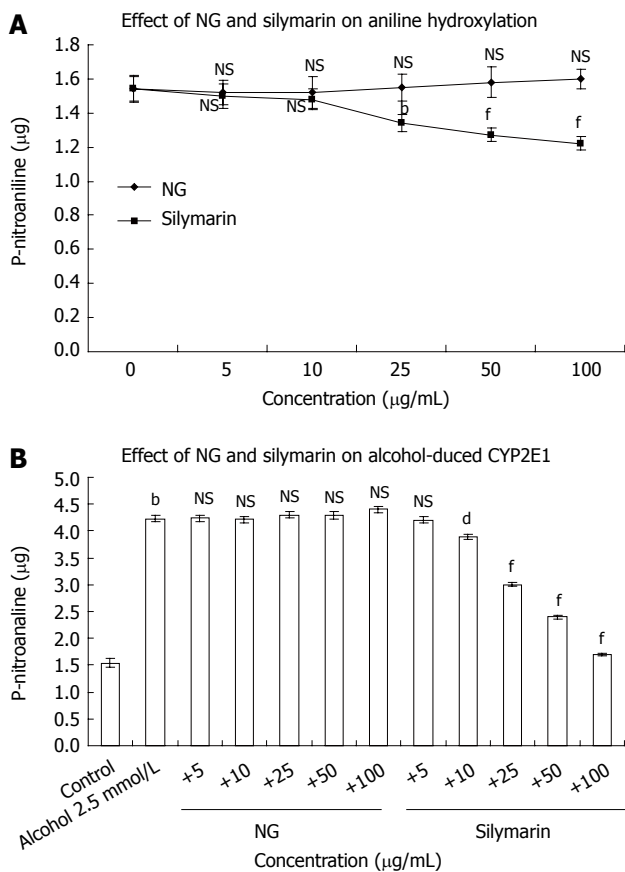 A
Effect of NG and silymarin on aniline hydroxylation
P-nitroaniline (μg)
1.8
1.6
1.4
1.2
1.0
0.8
0.6
0.4
0.2
0.0
NS NS NS NS NS
NS NS b f f
NG
Silymarin
0 5 10 25 50 100
Concentration (μg/mL)
B
Effect of NG and silymarin on alcohol-duced CYP2E1
P-nitroanaline (μg)
5.0
4.5
4.0
3.5
3.0
2.5
2.0
1.5
1.0
0.5
0.0
b NS NS NS NS NS NS d f f f
Control Alcohol 2.5 mmol/L +5 +10 +25 +50 +100 +5 +10 +25 +50 +100
NG Silymarin
Concentration (μg/mL)